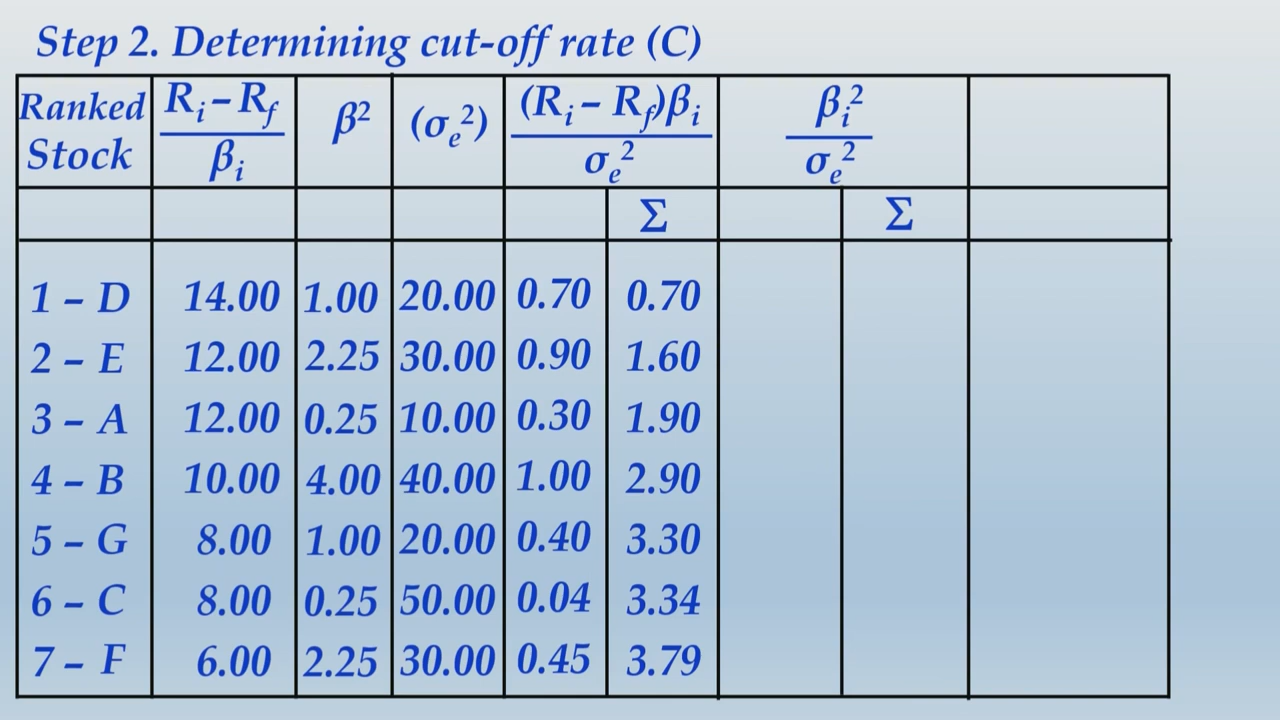 Step 2. Determining cut-off rate (C)
Ranked Stock | Rᵢ – R_f / βᵢ | β² | (σₑ²) | (Rᵢ – R_f)βᵢ / σₑ² | βᵢ² / σₑ²
Σ Σ
1 – D 14.00 1.00 20.00 0.70 0.70
2 – E 12.00 2.25 30.00 0.90 1.60
3 – A 12.00 0.25 10.00 0.30 1.90
4 – B 10.00 4.00 40.00 1.00 2.90
5 – G 8.00 1.00 20.00 0.40 3.30
6 – C 8.00 0.25 50.00 0.04 3.34
7 – F 6.00 2.25 30.00 0.45 3.79